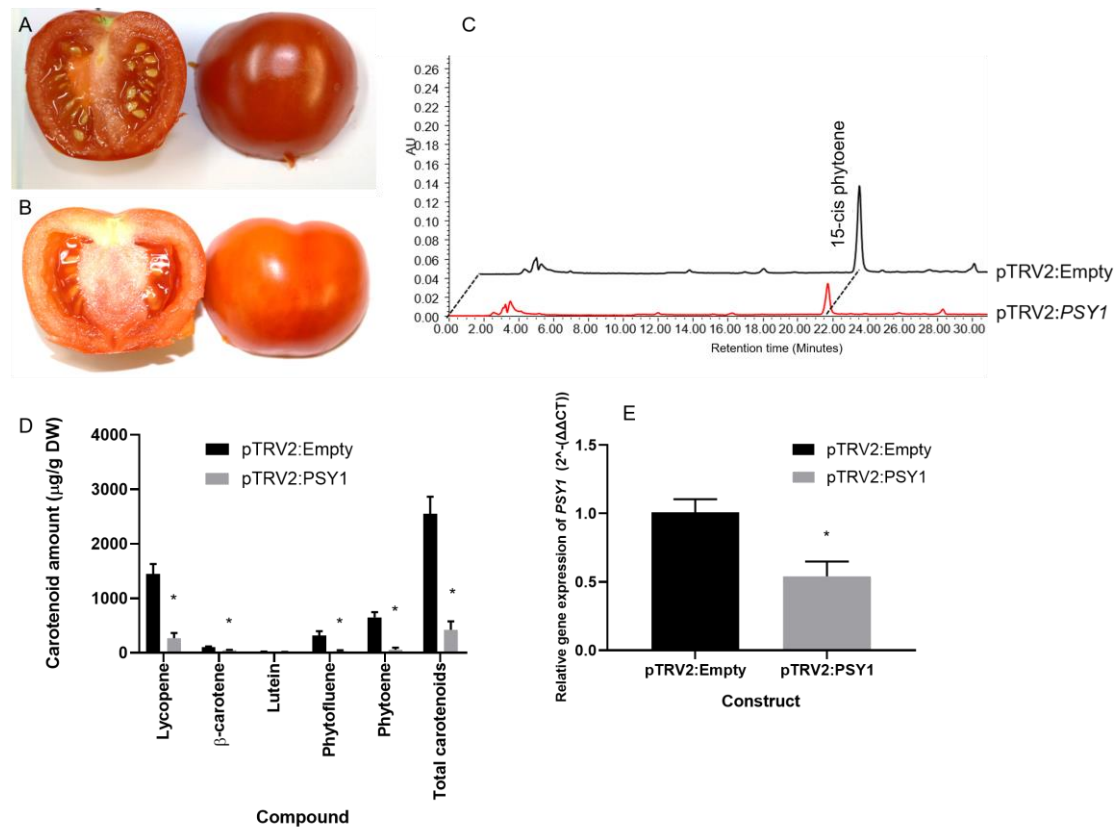 A
B
C
0.26
0.24
0.22
0.20
0.18
0.16
0.14
0.12
0.10
0.08
0.06
0.04
0.02
0.00
AU
15-cis phytoene
pTRV2:Empty
pTRV2:PSY1
0.00 2.00 4.00 6.00 8.00 10.00 12.00 14.00 16.00 18.00 20.00 22.00 24.00 26.00 28.00 30.00
Retention time (Minutes)
D
Carotenoid amount (µg/g DW)
4000
3000
2000
1000
0
pTRV2:Empty
pTRV2:PSY1
* * * * *
Lycopene
β-carotene
Lutein
Phytofluene
Phytoene
Total carotenoids
Compound
E
Relative gene expression of PSY1 (2^-(ΔΔCT))
1.5
1.0
0.5
0.0
pTRV2:Empty
pTRV2:PSY1
*
pTRV2:Empty pTRV2:PSY1
Construct